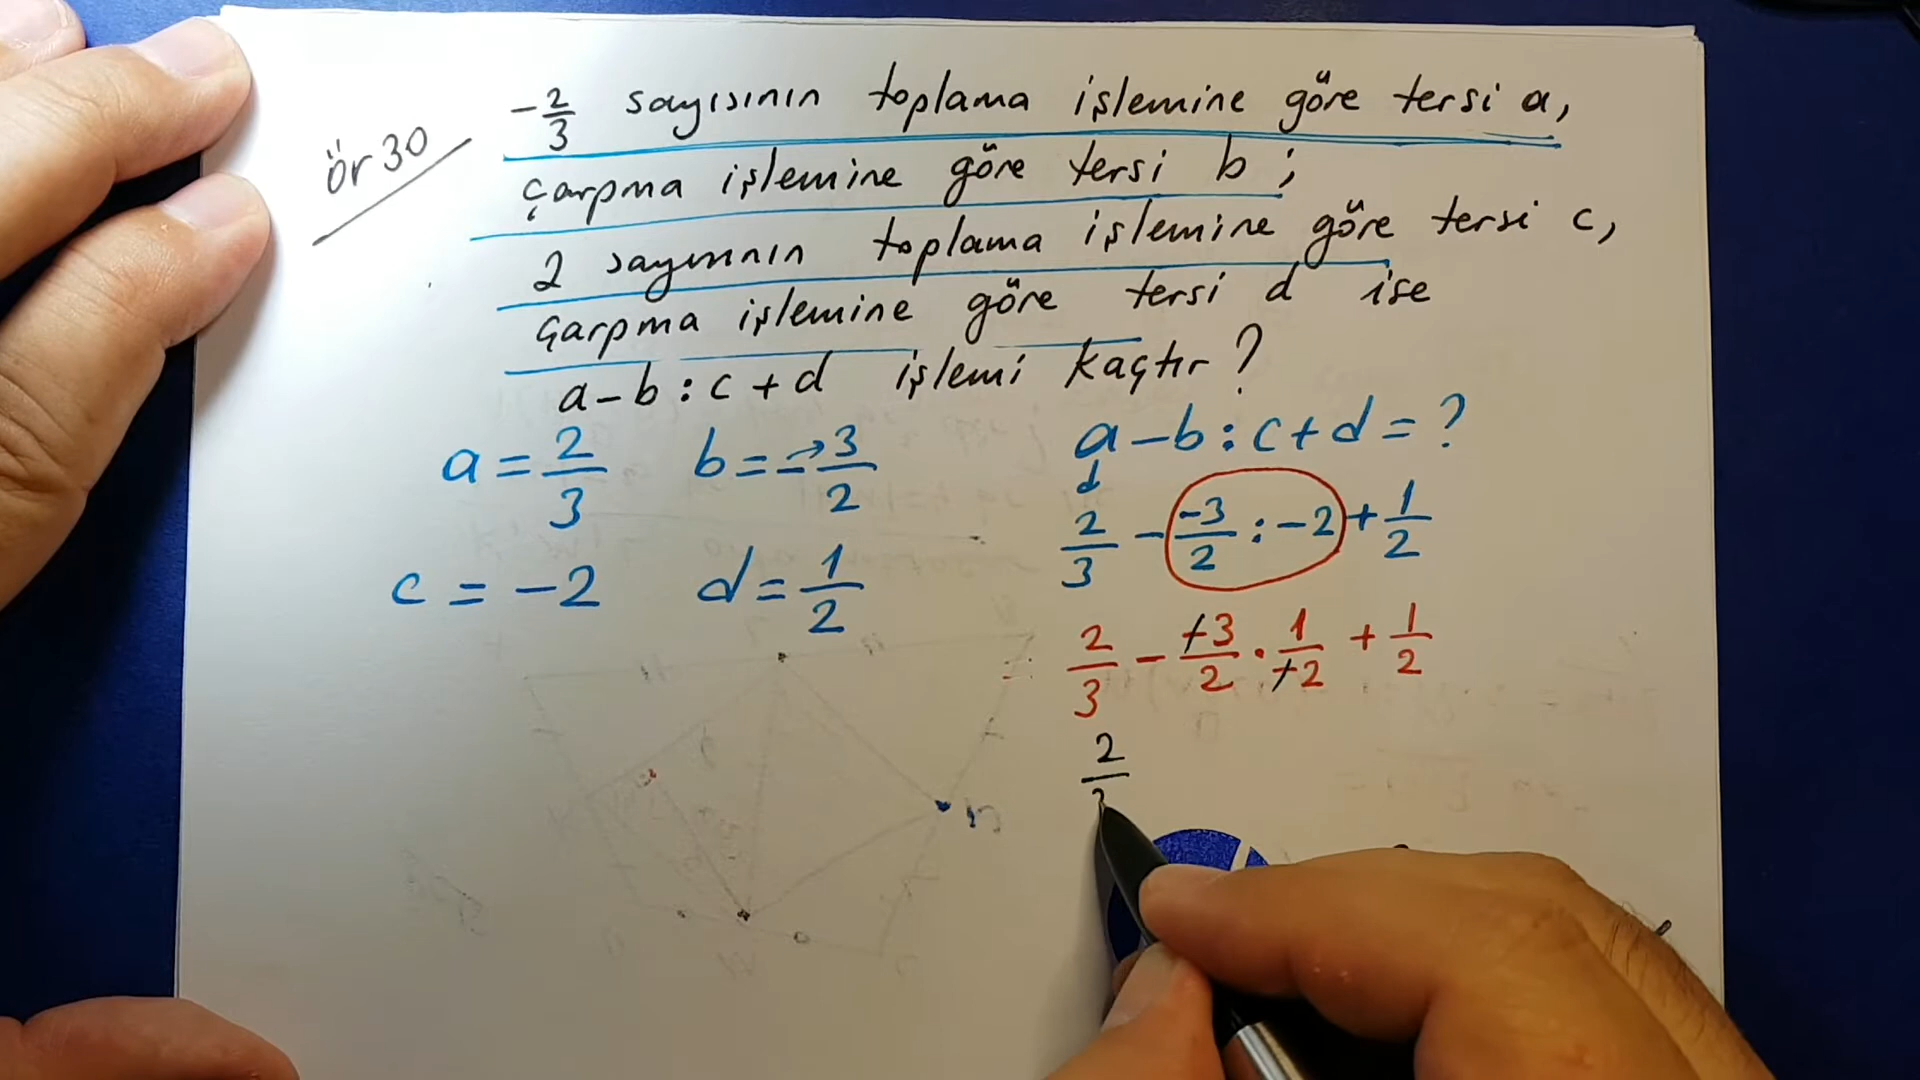 Ör 30
-2/3 sayısının toplama işlemine göre tersi a,
çarpma işlemine göre tersi b;
2 sayısının toplama işlemine göre tersi c,
çarpma işlemine göre tersi d ise
a-b:c+d işlemi kaçtır?
a = 2/3 b = -3/2
c = -2 d = 1/2
a-b:c+d=?
2/3 - -3/2 : -2 + 1/2
2/3 - -3/2 . 1/-2 + 1/2
2